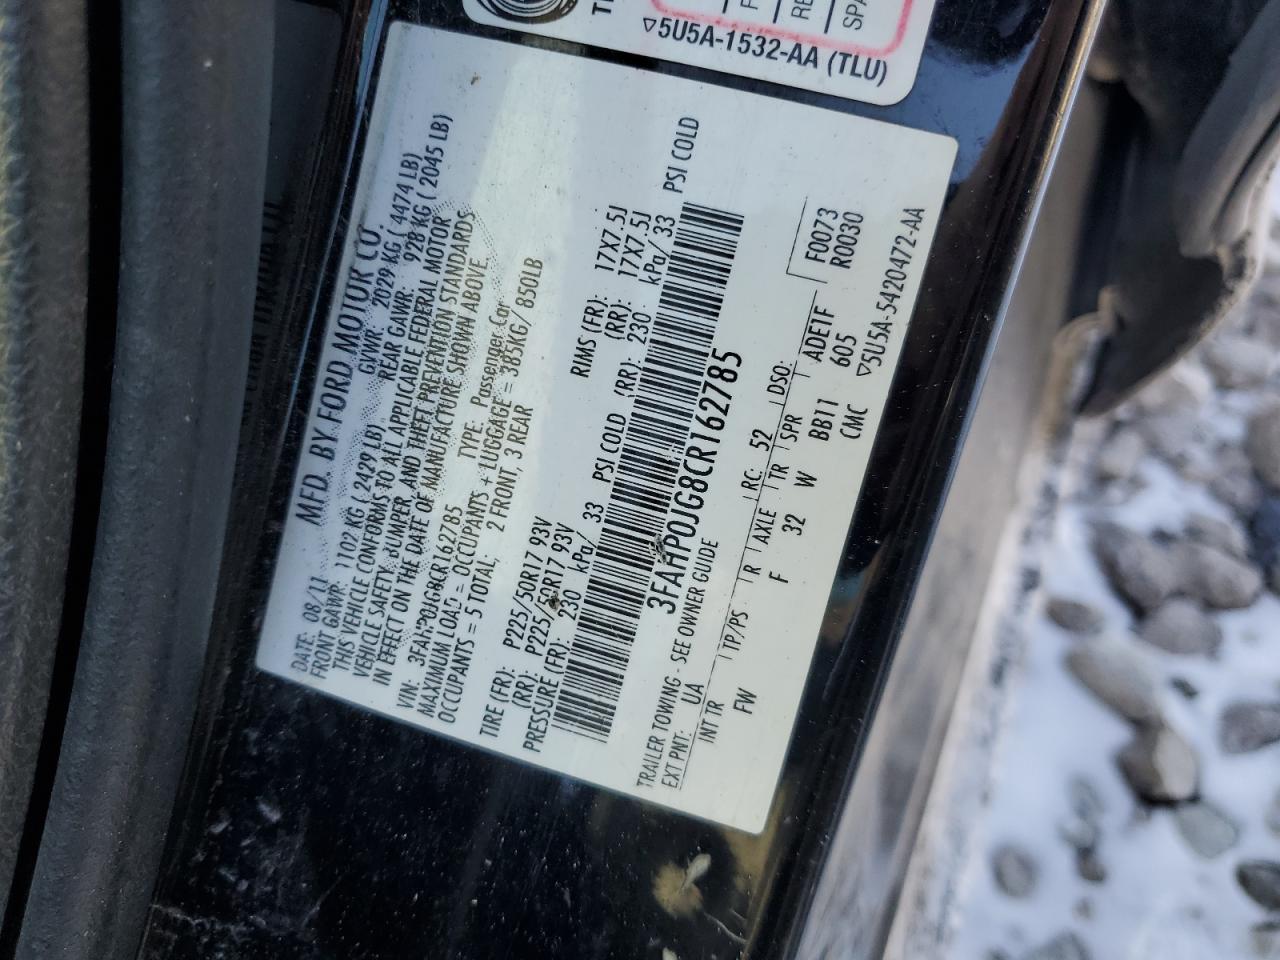 ▽5U5A-1532-AA (TLU)
MFD. BY FORD MOTOR CO.
DATE: 08/11 GVWR: 2029 KG ( 4474 LB)
FRONT GAWR: 1102 KG ( 2429 LB) REAR GAWR: 928 KG ( 2045 LB)
THIS VEHICLE CONFORMS TO ALL APPLICABLE FEDERAL MOTOR
VEHICLE SAFETY, BUMPER, AND THEFT PREVENTION STANDARDS
IN EFFECT ON THE DATE OF MANUFACTURE SHOWN ABOVE.
VIN: 3FAHP0JG8CR162785 TYPE: Passenger Car
MAXIMUM LOAD = OCCUPANTS + LUGGAGE = 385KG/ 850LB
OCCUPANTS = 5 TOTAL, 2 FRONT, 3 REAR
TIRE (FR): P225/50R17 93V RIMS (FR): 17X7.5J
(RR): P225/50R17 93V (RR): 17X7.5J
PRESSURE (FR): 230 kPa/ 33 PSI COLD (RR): 230 kPa/ 33 PSI COLD
3FAHP0JG8CR162785
TRAILER TOWING - SEE OWNER GUIDE
F0073
R0030
EXT PNT: UA RC: 52 DSO:
INT TR TP/PS R AXLE TR SPR ADETF
FW F 32 W BB11 605
CMC ▽5U5A-5420472-AA